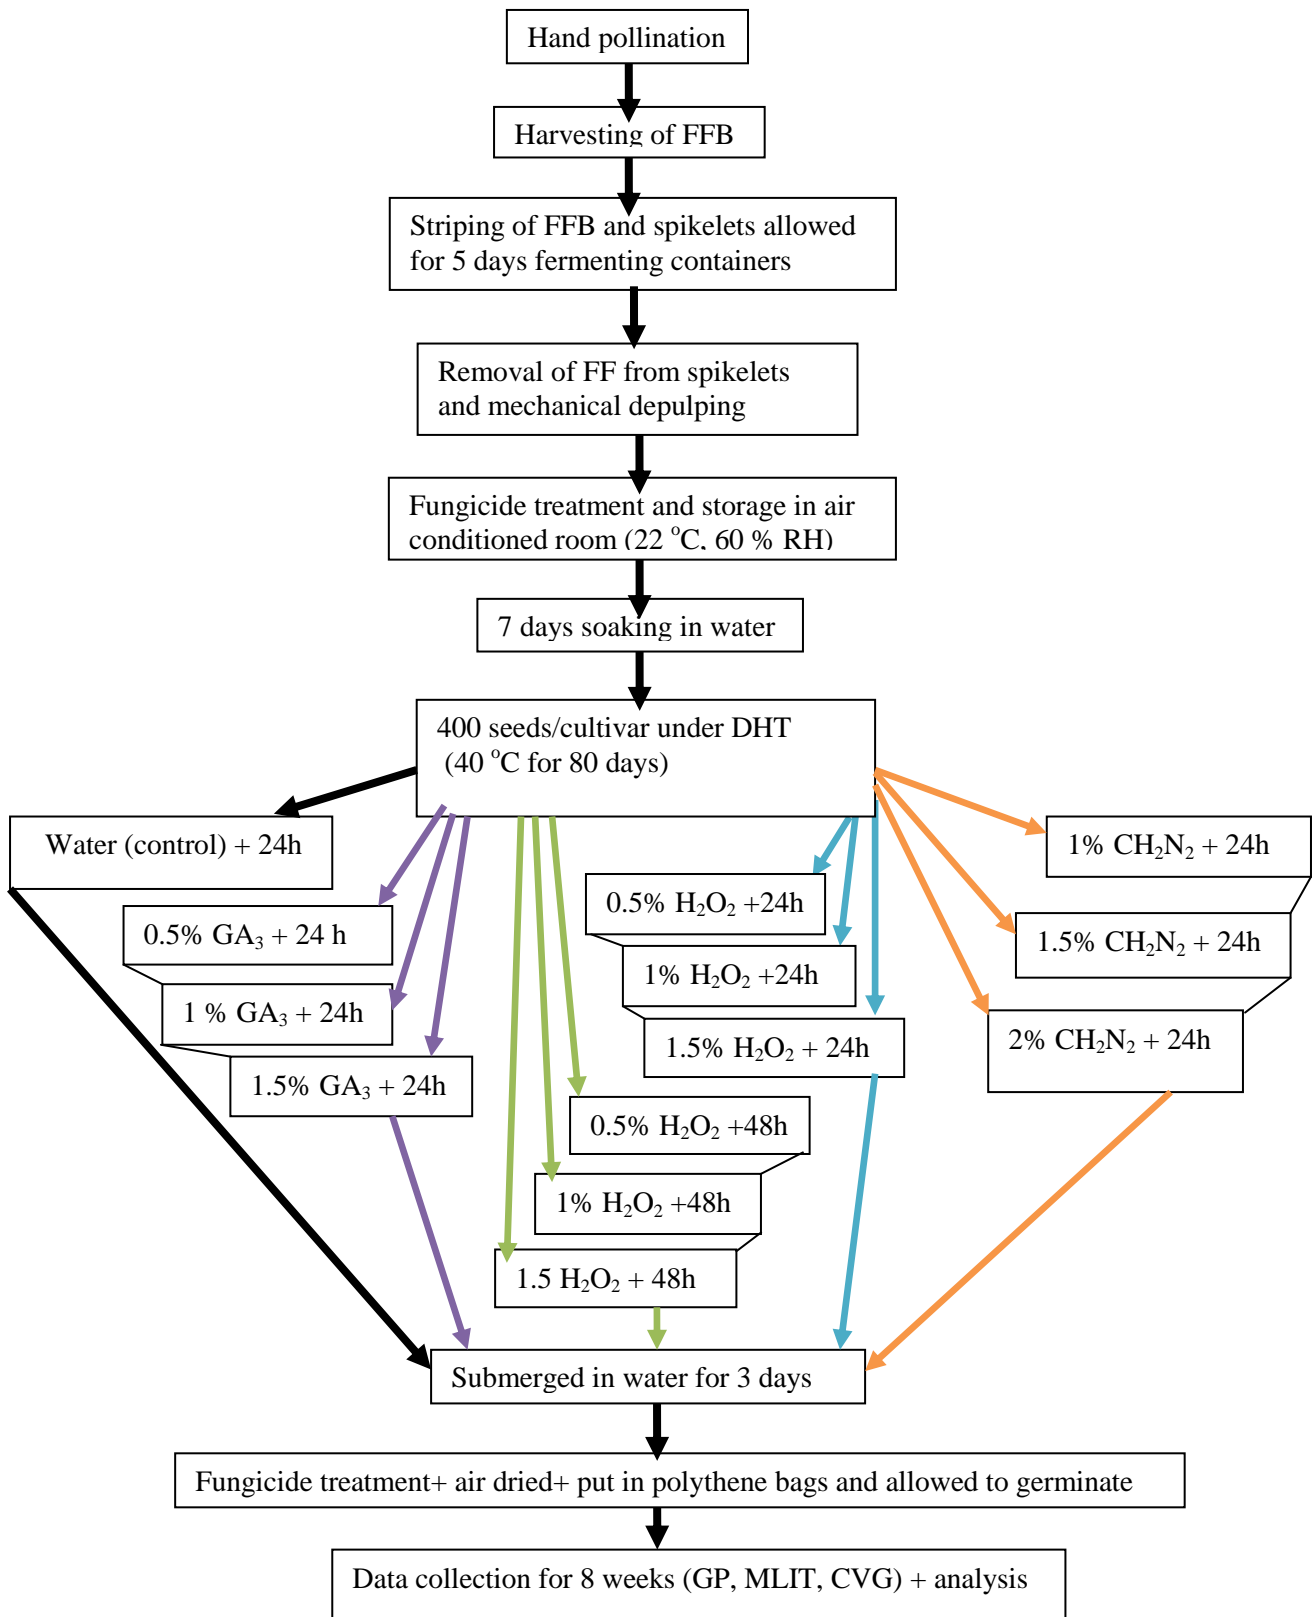 Hand pollination
Harvesting of FFB
Striping of FFB and spikelets allowed
for 5 days fermenting containers
Removal of FF from spikelets
and mechanical depulping
Fungicide treatment and storage in air
conditioned room (22 °C, 60 % RH)
7 days soaking in water
400 seeds/cultivar under DHT
(40 °C for 80 days)
Water (control) + 24h
0.5% GA₃ + 24 h
1 % GA₃ + 24h
1.5% GA₃ + 24h
0.5% H₂O₂ +48h
1% H₂O₂ +48h
1.5 H₂O₂ + 48h
0.5% H₂O₂ +24h
1% H₂O₂ +24h
1.5% H₂O₂ + 24h
1% CH₂N₂ + 24h
1.5% CH₂N₂ + 24h
2% CH₂N₂ + 24h
Submerged in water for 3 days
Fungicide treatment+ air dried+ put in polythene bags and allowed to germinate
Data collection for 8 weeks (GP, MLIT, CVG) + analysis